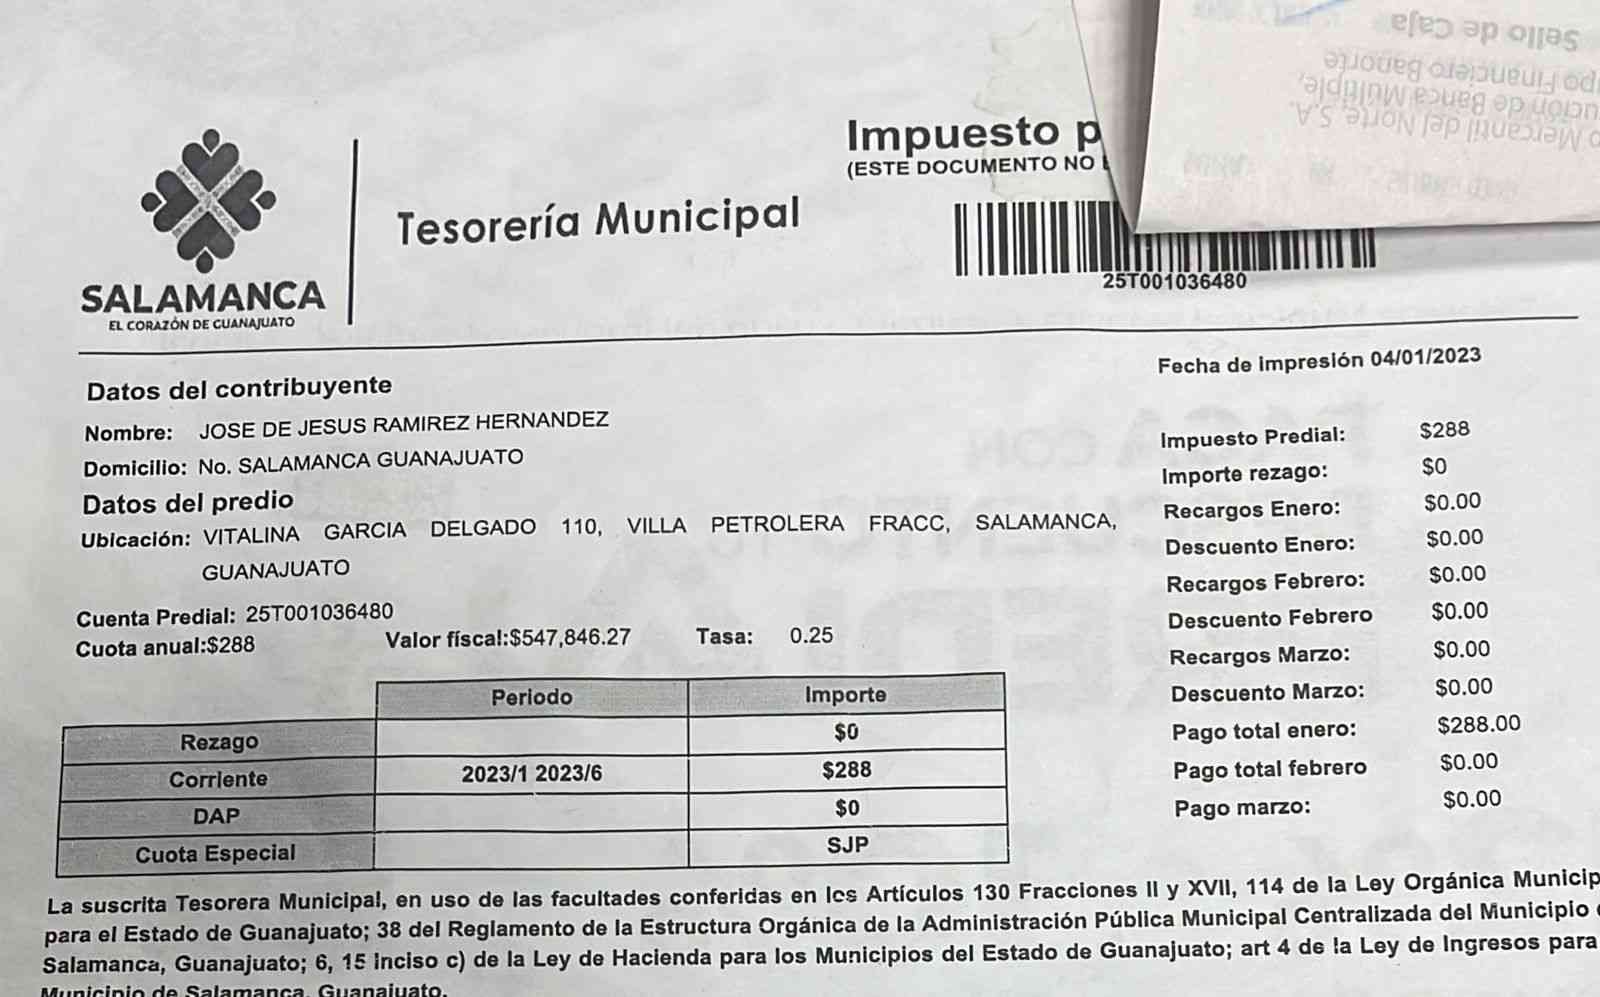 Sello de Caja
Financiero Banorte
de Banca Múltiple,
Mercantil del Norte, S.A.
SALAMANCA
EL CORAZÓN DE GUANAJUATO
Tesorería Municipal
Impuesto
(ESTE DOCUMENTO NO
25T001036480
Fecha de impresión 04/01/2023
Datos del contribuyente
Nombre: JOSE DE JESUS RAMIREZ HERNANDEZ
Domicilio: No. SALAMANCA GUANAJUATO
Datos del predio
Ubicación: VITALINA GARCIA DELGADO 110, VILLA PETROLERA FRACC, SALAMANCA,
GUANAJUATO
Cuenta Predial: 25T001036480
Cuota anual:$288 Valor físcal:$547,846.27 Tasa: 0.25
Impuesto Predial: $288
Importe rezago: $0
Recargos Enero: $0.00
Descuento Enero: $0.00
Recargos Febrero: $0.00
Descuento Febrero $0.00
Recargos Marzo: $0.00
Descuento Marzo: $0.00
Pago total enero: $288.00
Pago total febrero $0.00
Pago marzo: $0.00
Periodo Importe
Rezago $0
Corriente 2023/1 2023/6 $288
DAP $0
Cuota Especial SJP
La suscrita Tesorera Municipal, en uso de las facultades conferidas en los Artículos 130 Fracciones II y XVII, 114 de la Ley Orgánica
para el Estado de Guanajuato; 38 del Reglamento de la Estructura Orgánica de la Administración Pública Municipal Centralizada del Municipio
Salamanca, Guanajuato; 6, 15 inciso c) de la Ley de Hacienda para los Municipios del Estado de Guanajuato; art 4 de la Ley de Ingresos para
Municipio de Salamanca, Guanajuato.